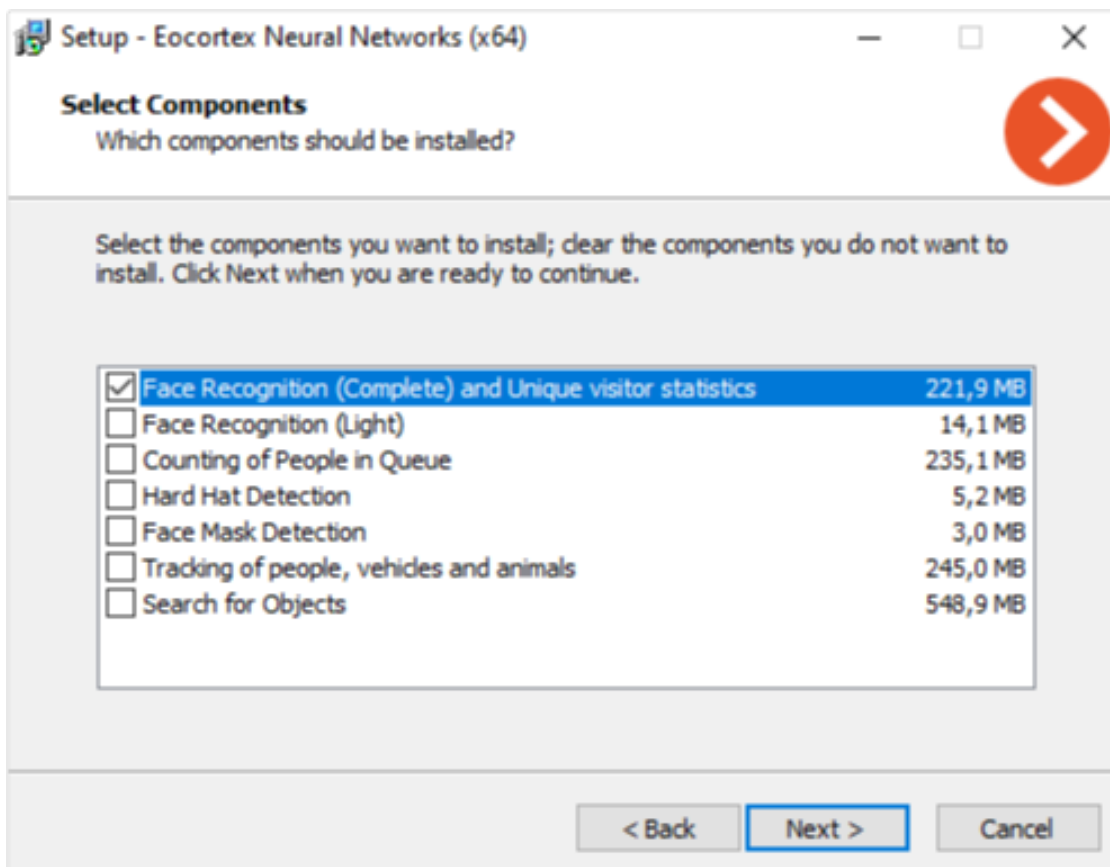 Setup - Eocortex Neural Networks (x64)
Select Components
Which components should be installed?
Select the components you want to install; clear the components you do not want to
install. Click Next when you are ready to continue.
Face Recognition (Complete) and Unique visitor statistics 221,9 MB
Face Recognition (Light) 14,1 MB
Counting of People in Queue 235,1 MB
Hard Hat Detection 5,2 MB
Face Mask Detection 3,0 MB
Tracking of people, vehicles and animals 245,0 MB
Search for Objects 548,9 MB
< Back Next > Cancel